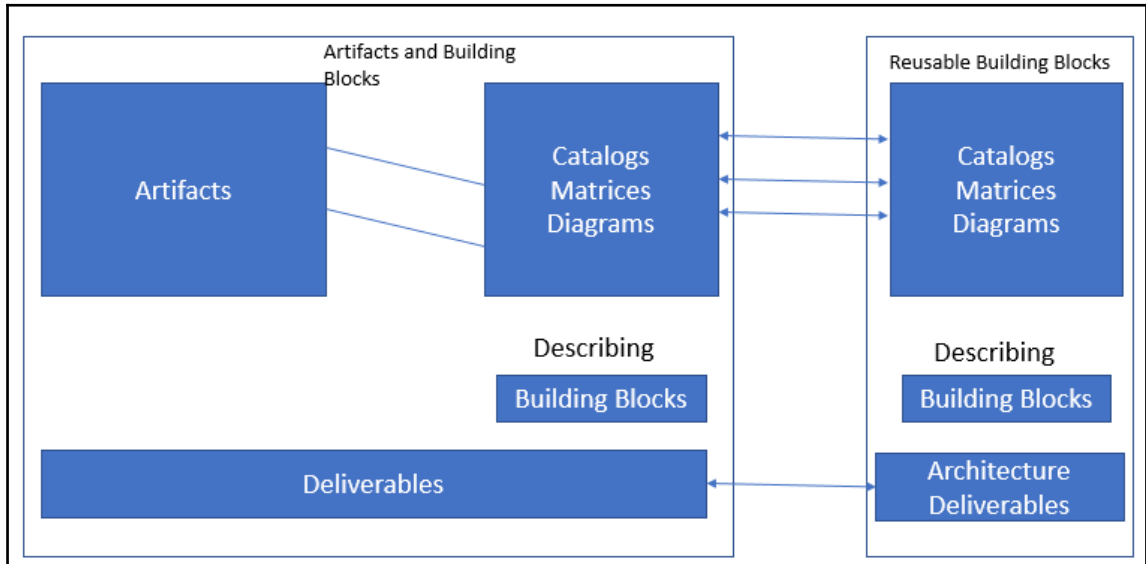 Artifacts and Building
Blocks
Artifacts
Catalogs
Matrices
Diagrams
Describing
Building Blocks
Deliverables
Reusable Building Blocks
Catalogs
Matrices
Diagrams
Describing
Building Blocks
Architecture
Deliverables